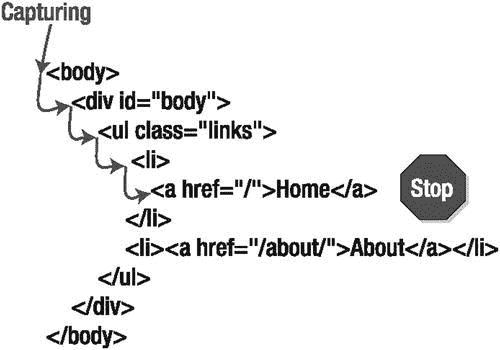 Capturing
<body>
<div id="body">
<ul class="links">
<li>
<a href="/">Home</a>
Stop
</li>
<li><a href="/about/">About</a></li>
</ul>
</div>
</body>